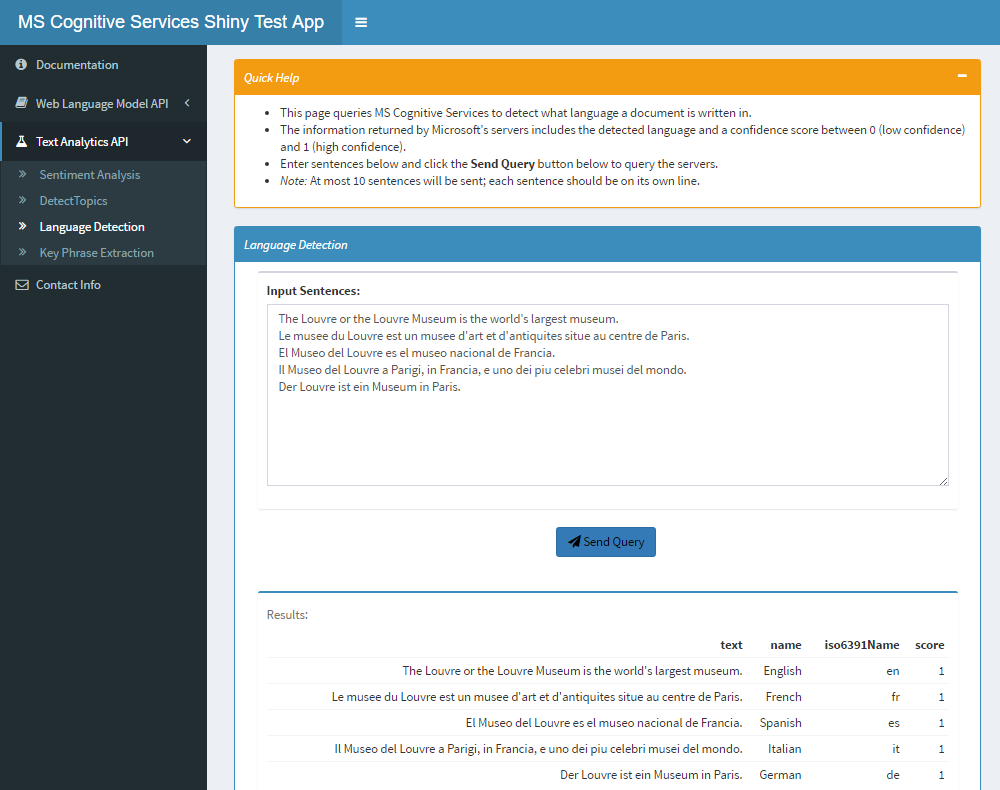 MS Cognitive Services Shiny Test App
Documentation
Web Language Model API
Text Analytics API
Sentiment Analysis
DetectTopics
Language Detection
Key Phrase Extraction
Contact Info
Quick Help
This page queries MS Cognitive Services to detect what language a document is written in.
The information returned by Microsoft's servers includes the detected language and a confidence score between 0 (low confidence)
and 1 (high confidence).
Enter sentences below and click the Send Query button below to query the servers.
Note: At most 10 sentences will be sent; each sentence should be on its own line.
Language Detection
Input Sentences:
The Louvre or the Louvre Museum is the world's largest museum.
Le musee du Louvre est un musee d'art et d'antiquites situe au centre de Paris.
El Museo del Louvre es el museo nacional de Francia.
Il Museo del Louvre a Parigi, in Francia, e uno dei piu celebri musei del mondo.
Der Louvre ist ein Museum in Paris.
Send Query
Results:
text name iso6391Name score
The Louvre or the Louvre Museum is the world's largest museum. English en 1
Le musee du Louvre est un musee d'art et d'antiquites situe au centre de Paris. French fr 1
El Museo del Louvre es el museo nacional de Francia. Spanish es 1
Il Museo del Louvre a Parigi, in Francia, e uno dei piu celebri musei del mondo. Italian it 1
Der Louvre ist ein Museum in Paris. German de 1